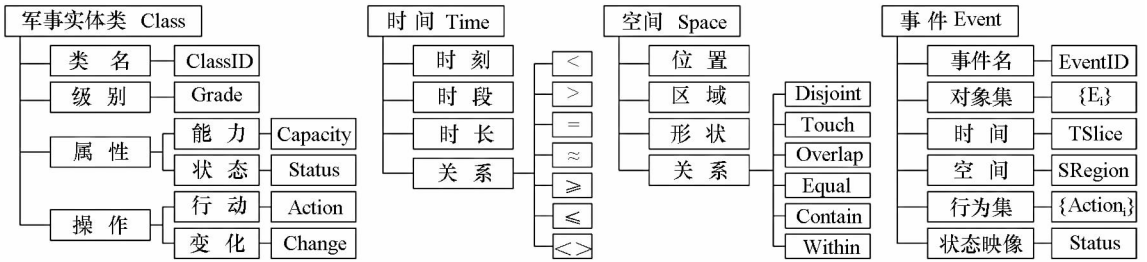 军事实体类 Class
类 名
ClassID
级 别
Grade
属 性
能 力
Capacity
状 态
Status
操 作
行 动
Action
变 化
Change
时 间 Time
时 刻
时 段
时 长
关 系
<
>
=
≈
⩾
⩽
<>
空 间 Space
位 置
区 域
形 状
关 系
Disjoint
Touch
Overlap
Equal
Contain
Within
事 件 Event
事件名
EventID
对象集
{Eᵢ}
时 间
TSlice
空 间
SRegion
行为集
{Actionᵢ}
状态映像
Status